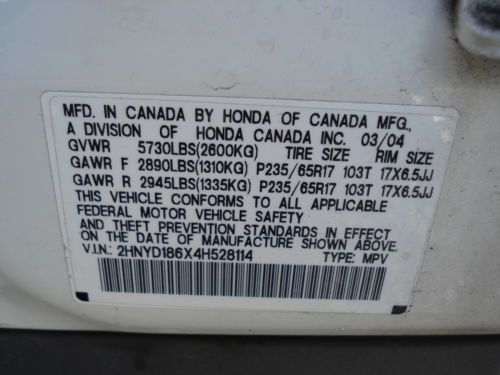 MFD. IN CANADA BY HONDA OF CANADA MFG.,
A DIVISION OF HONDA CANADA INC. 03/04
GVWR 5730LBS(2600KG) TIRE SIZE RIM SIZE
GAWR F 2890LBS(1310KG) P235/65R17 103T 17X6.5JJ
GAWR R 2945LBS(1335KG) P235/65R17 103T 17X6.5JJ
THIS VEHICLE CONFORMS TO ALL APPLICABLE
FEDERAL MOTOR VEHICLE SAFETY
AND THEFT PREVENTION STANDARDS IN EFFECT
ON THE DATE OF MANUFACTURE SHOWN ABOVE.
V.I.N.: 2HNYD186X4H528114 TYPE: MPV